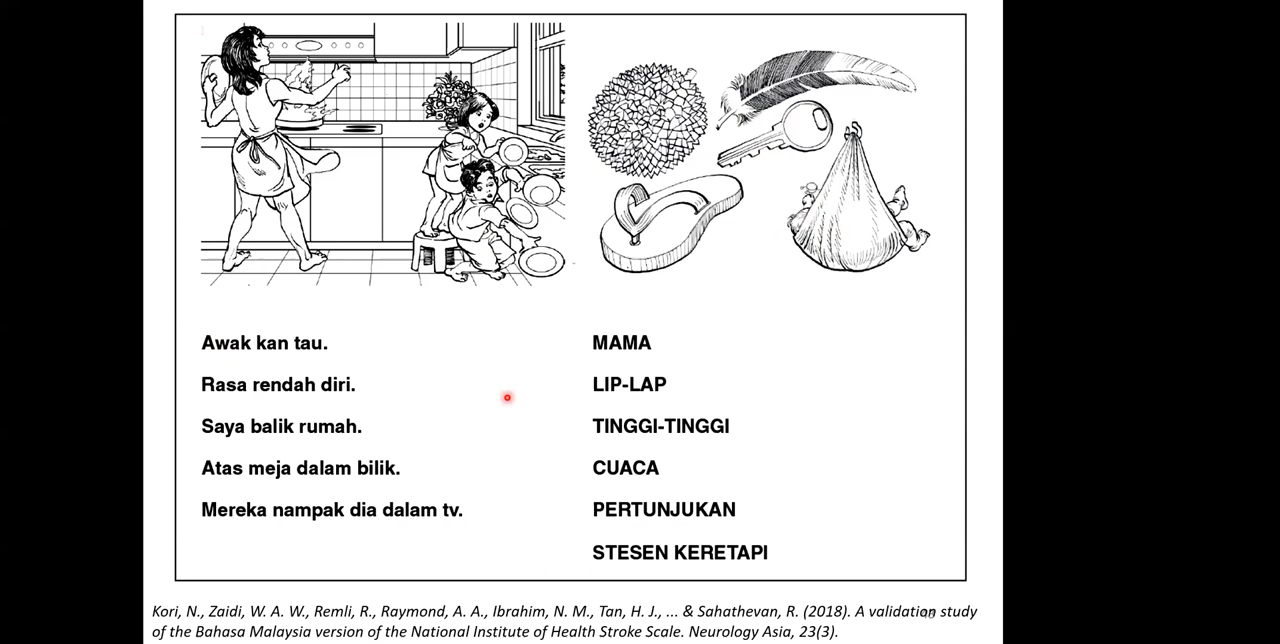 Awak kan tau.
Rasa rendah diri.
Saya balik rumah.
Atas meja dalam bilik.
Mereka nampak dia dalam tv.
MAMA
LIP-LAP
TINGGI-TINGGI
CUACA
PERTUNJUKAN
STESEN KERETAPI
Kori, N., Zaidi, W. A. W., Remli, R., Raymond, A. A., Ibrahim, N. M., Tan, H. J., ... & Sahathevan, R. (2018). A validation study
of the Bahasa Malaysia version of the National Institute of Health Stroke Scale. Neurology Asia, 23(3).